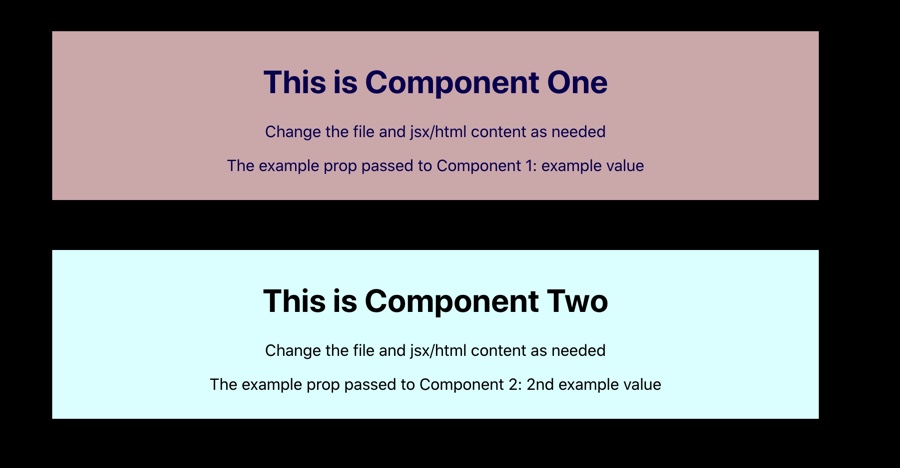 This is Component One
Change the file and jsx/html content as needed
The example prop passed to Component 1: example value
This is Component Two
Change the file and jsx/html content as needed
The example prop passed to Component 2: 2nd example value